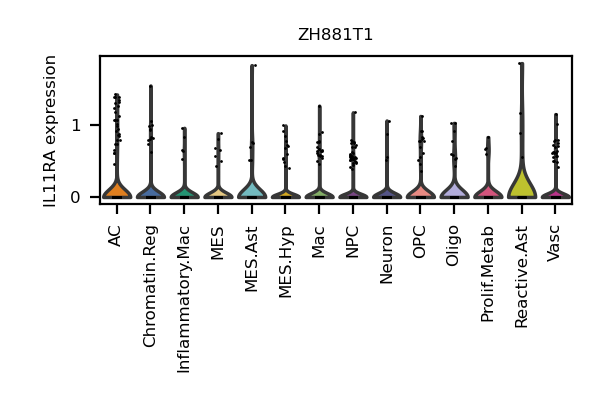 ZH881T1
IL11RA expression
1
0
AC
Chromatin.Reg
Inflammatory.Mac
MES
MES.Ast
MES.Hyp
Mac
NPC
Neuron
OPC
Oligo
Prolif.Metab
Reactive.Ast
Vasc